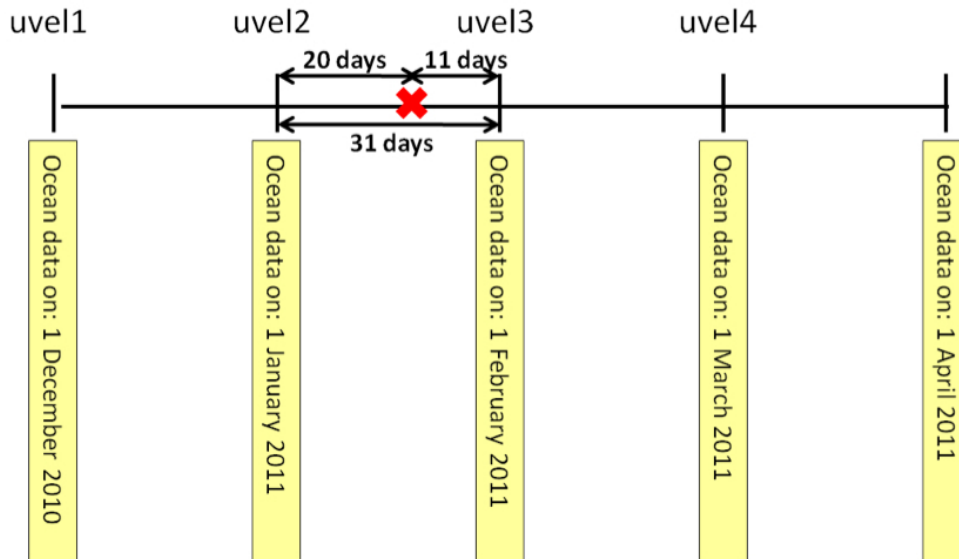 uvel1
uvel2
uvel3
uvel4
20 days
11 days
31 days
Ocean data on: 1 December 2010
Ocean data on: 1 January 2011
Ocean data on: 1 February 2011
Ocean data on: 1 March 2011
Ocean data on: 1 April 2011